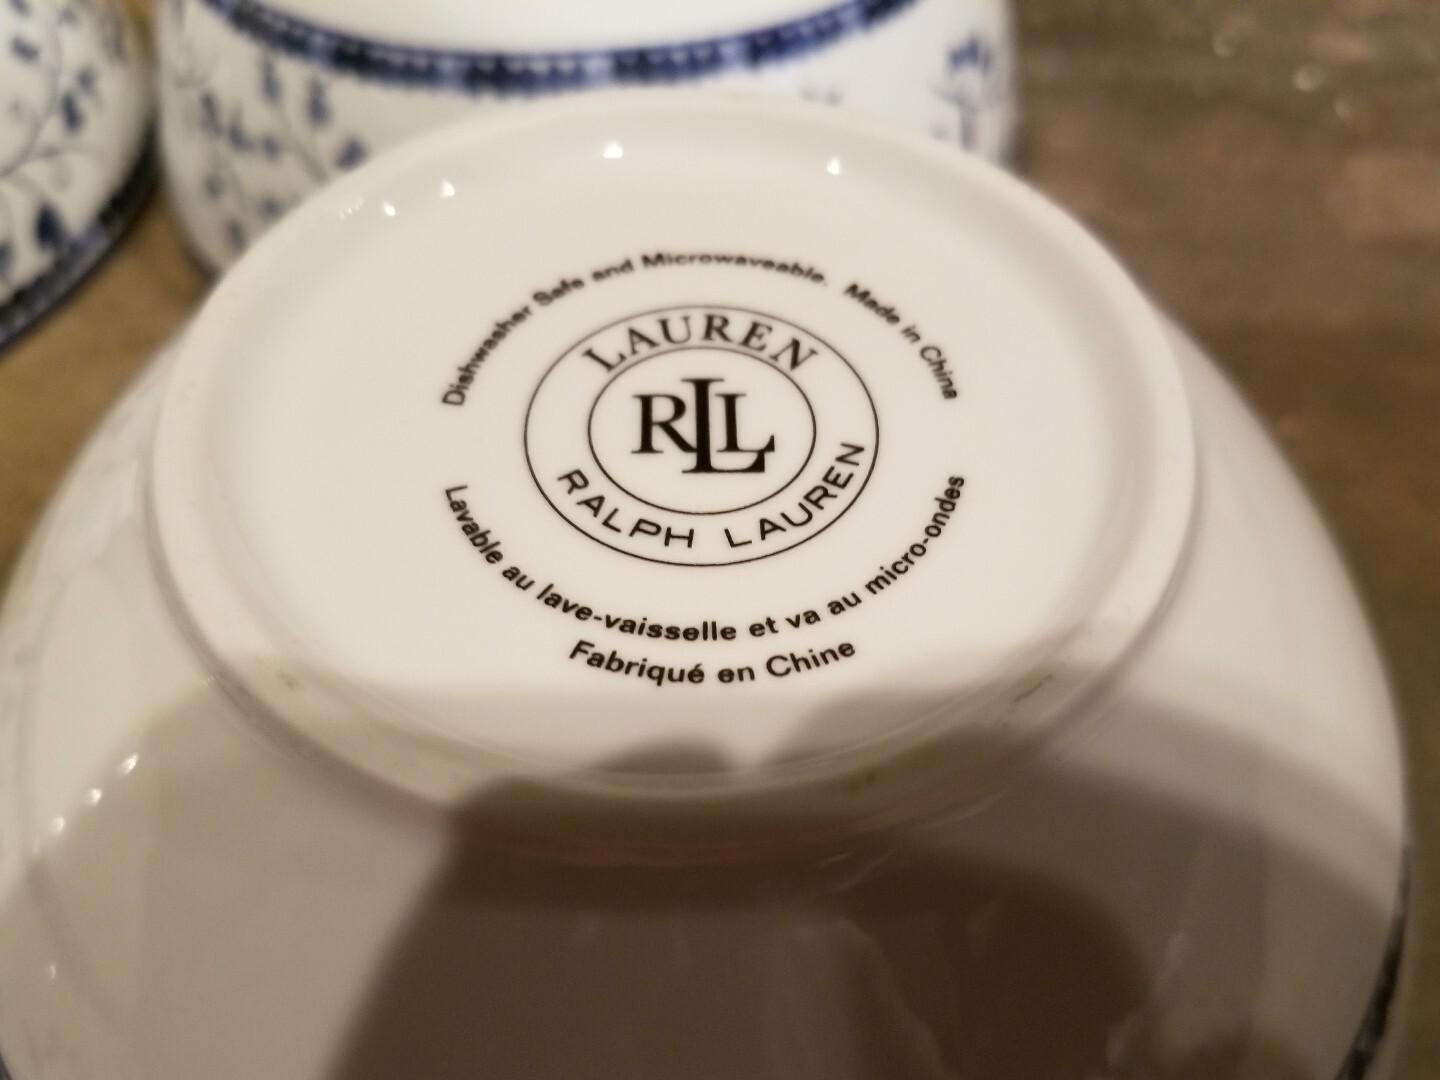 Dishwasher Safe and Microwaveable. Made in China
LAUREN
RLL
RALPH LAUREN
Lavable au lave-vaisselle et va au micro-ondes
Fabriqué en Chine